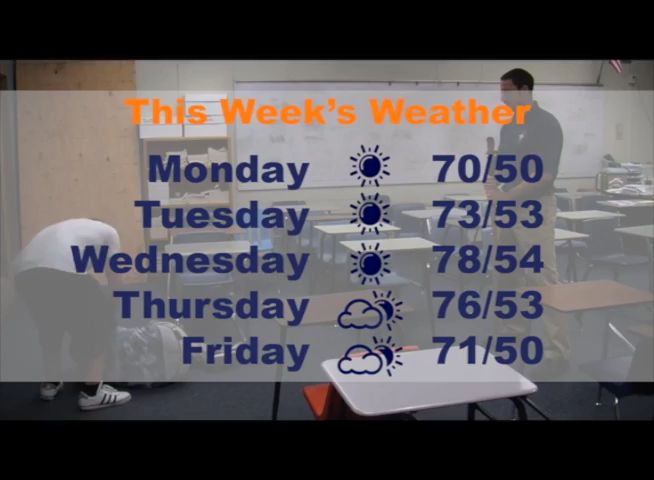 This Week's Weather
Monday 70/50
Tuesday 73/53
Wednesday 78/54
Thursday 76/53
Friday 71/50